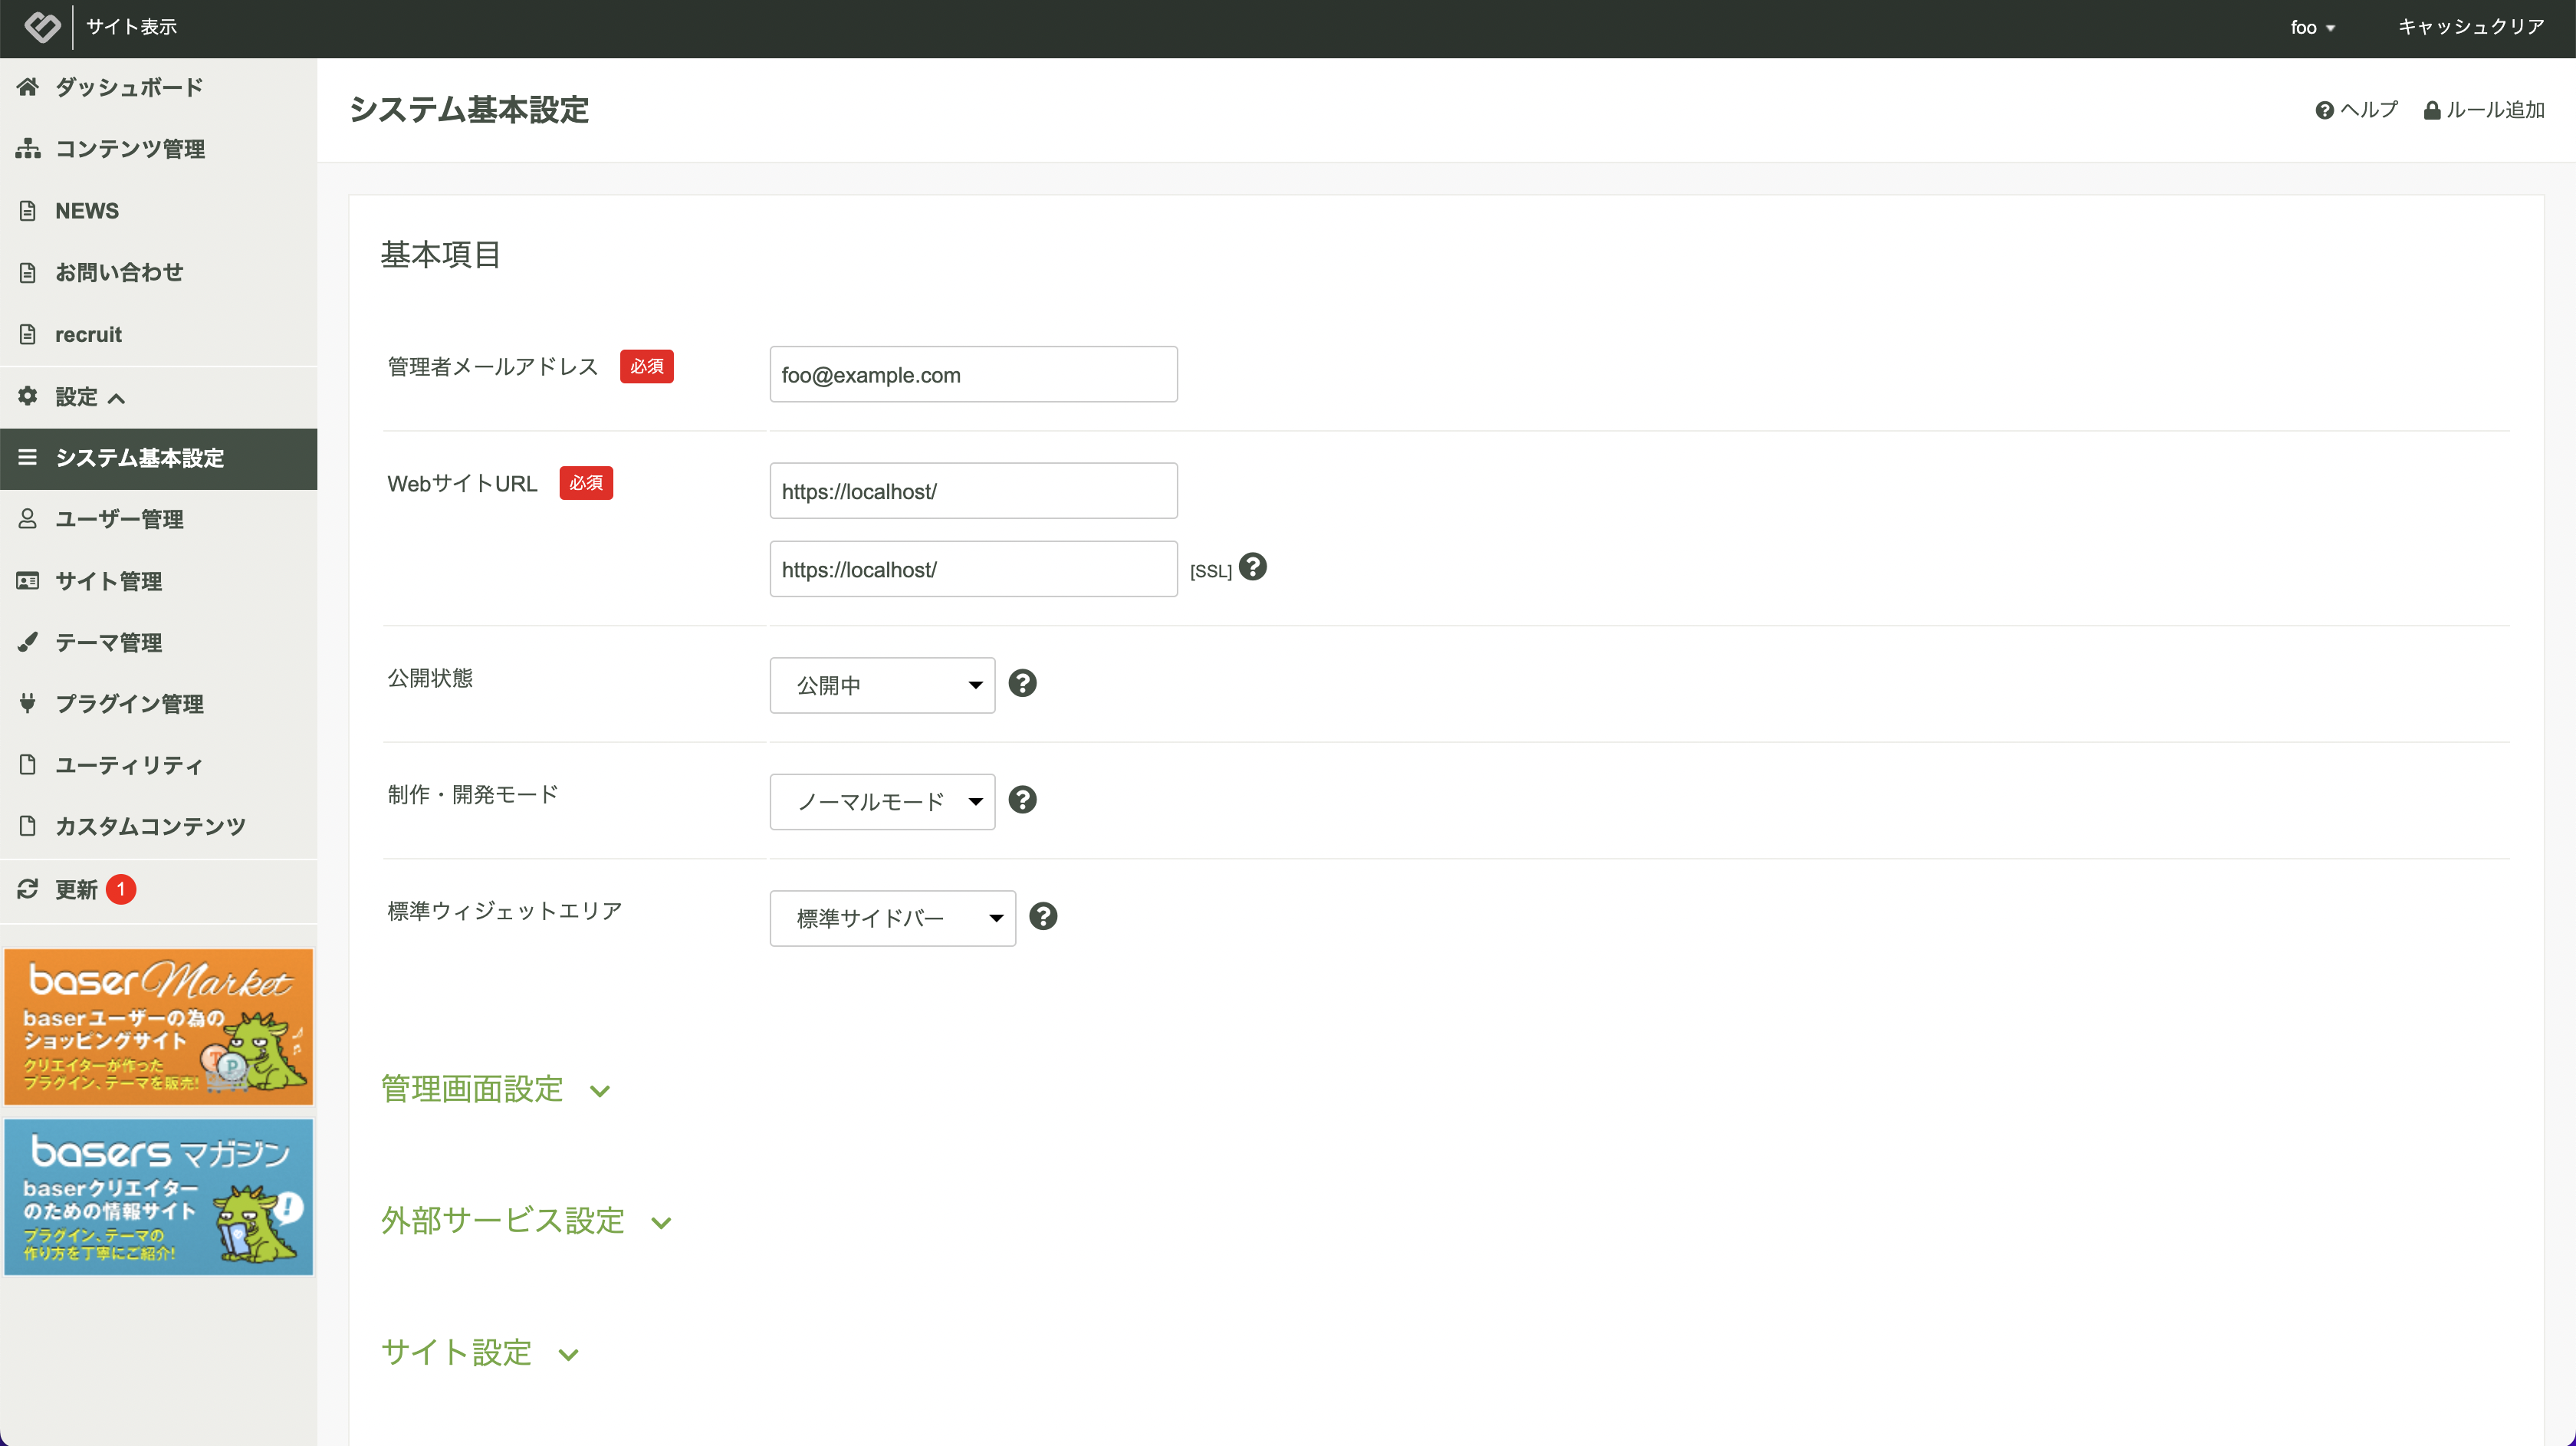 サイト表示
foo
キャッシュクリア
ダッシュボード
コンテンツ管理
NEWS
お問い合わせ
recruit
設定
システム基本設定
ユーザー管理
サイト管理
テーマ管理
プラグイン管理
ユーティリティ
カスタムコンテンツ
更新 1
baser Market
baserユーザーの為の
ショッピングサイト
クリエイターが作った
プラグイン、テーマを販売!
T P
basers マガジン
baserクリエイター
のための情報サイト
プラグイン、テーマの
作り方を丁寧にご紹介!
システム基本設定
ヘルプ
ルール追加
基本項目
管理者メールアドレス 必須
foo@example.com
WebサイトURL 必須
https://localhost/
https://localhost/ [SSL]
公開状態
公開中
制作・開発モード
ノーマルモード
標準ウィジェットエリア
標準サイドバー
管理画面設定
外部サービス設定
サイト設定